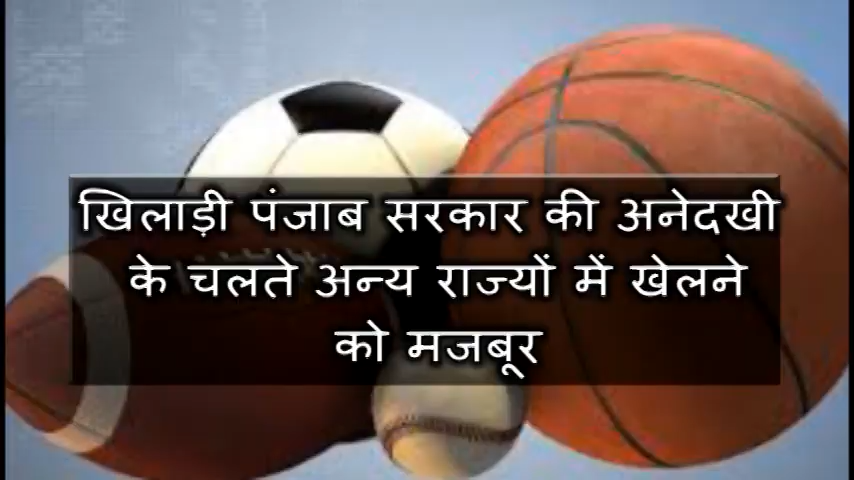 खिलाड़ी पंजाब सरकार की अनेदखी
के चलते अन्य राज्यों में खेलने
को मजबूर